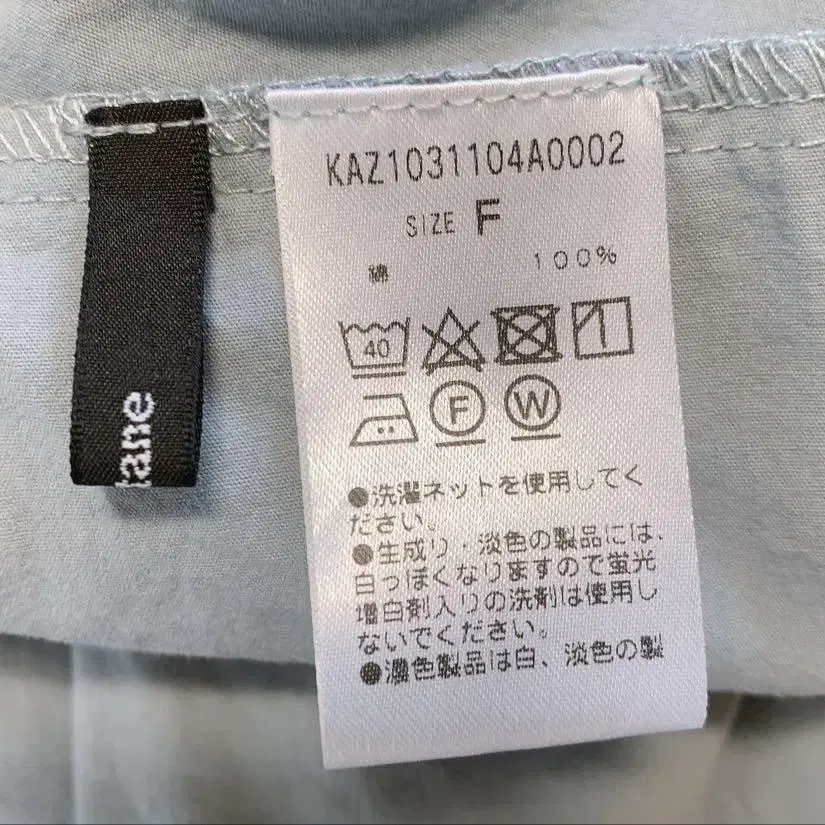 KAZ1031104A0002
SIZE F
綿 100%
40
F W
●洗濯ネットを使用してく
ださい。
●生成り・淡色の製品には、
白っぽくなりますので蛍光
増白剤入りの洗剤は使用し
ないでください。
●濃色製品は白、淡色の製
tane